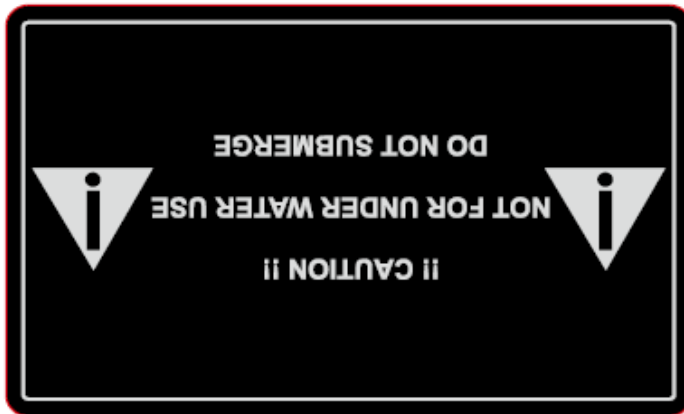 !! CAUTION !!
NOT FOR UNDER WATER USE
DO NOT SUBMERGE